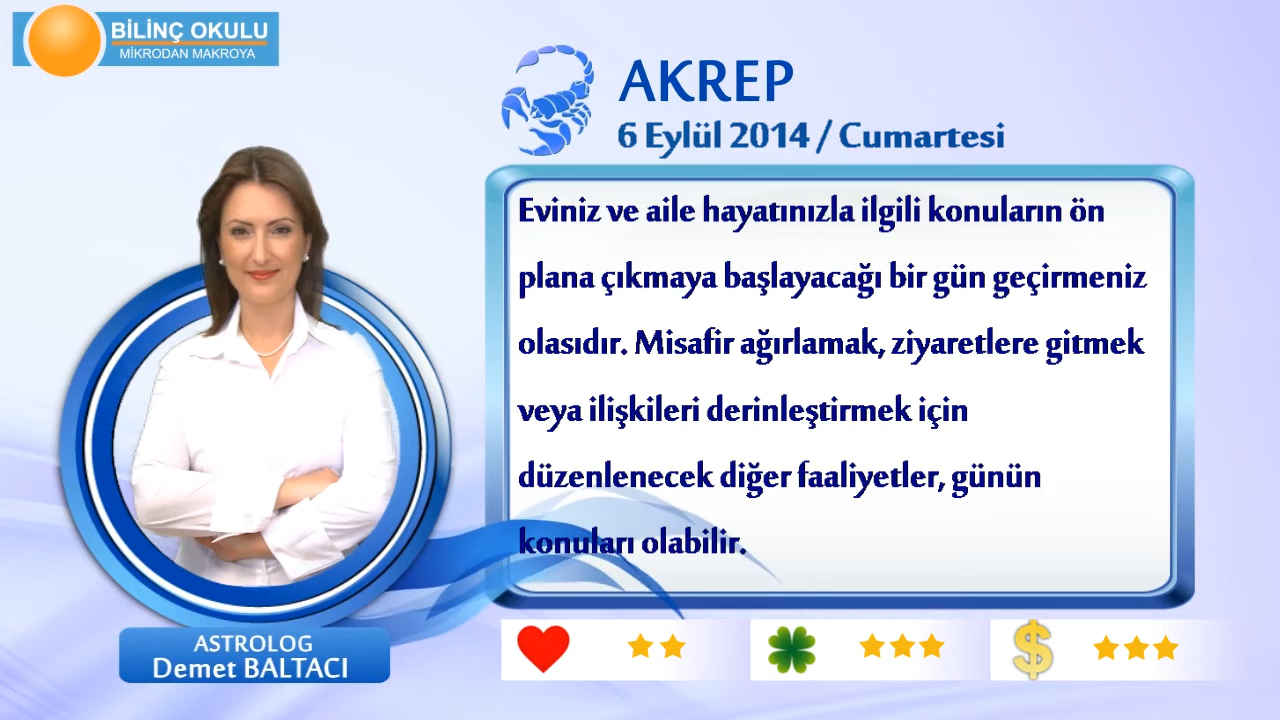 BİLİNÇ OKULU
MİKRODAN MAKROYA
AKREP
6 Eylül 2014 / Cumartesi
Eviniz ve aile hayatınızla ilgili konuların ön
plana çıkmaya başlayacağı bir gün geçirmeniz
olasıdır. Misafir ağırlamak, ziyaretlere gitmek
veya ilişkileri derinleştirmek için
düzenlenecek diğer faaliyetler, günün
konuları olabilir.
ASTROLOG
Demet BALTACI